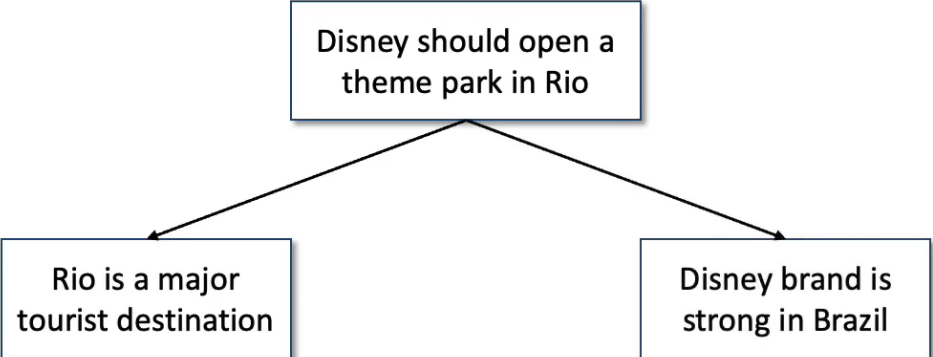 Disney should open a
theme park in Rio
Rio is a major
tourist destination
Disney brand is
strong in Brazil